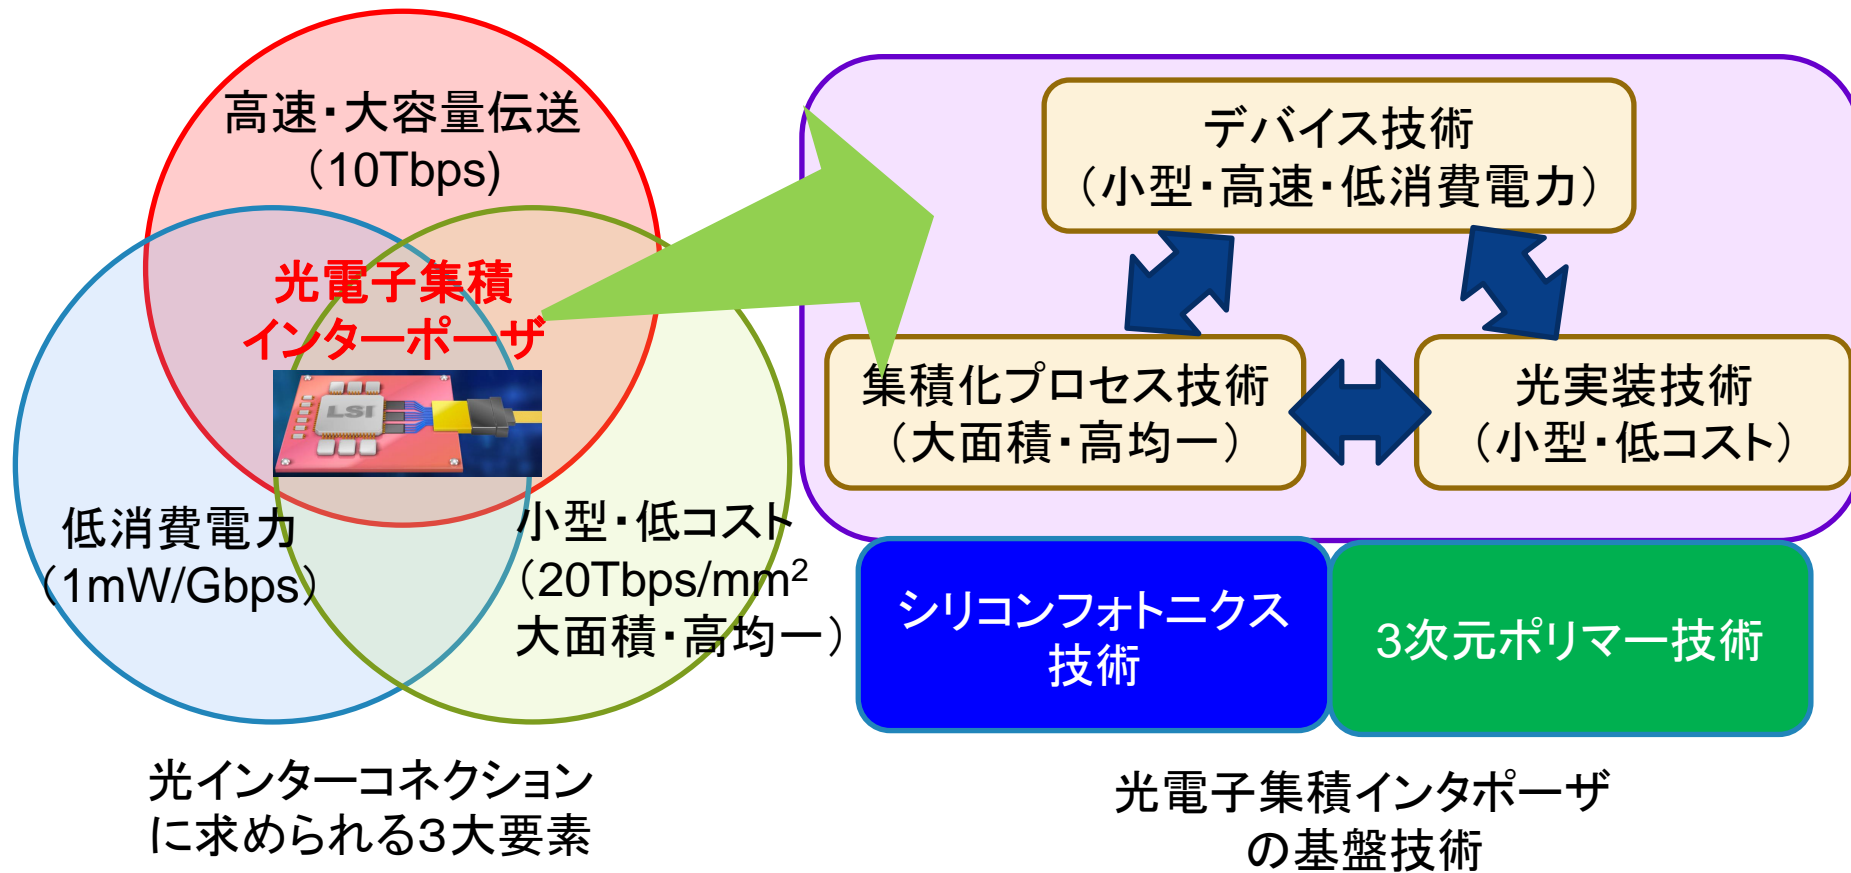 高速・大容量伝送
（10Tbps)
光電子集積
インターポーザ
LSI
低消費電力
（1mW/Gbps）
小型・低コスト
（20Tbps/mm²
大面積・高均一）
光インターコネクション
に求められる3大要素
デバイス技術
（小型・高速・低消費電力）
集積化プロセス技術
（大面積・高均一）
光実装技術
（小型・低コスト）
シリコンフォトニクス
技術
3次元ポリマー技術
光電子集積インタポーザ
の基盤技術